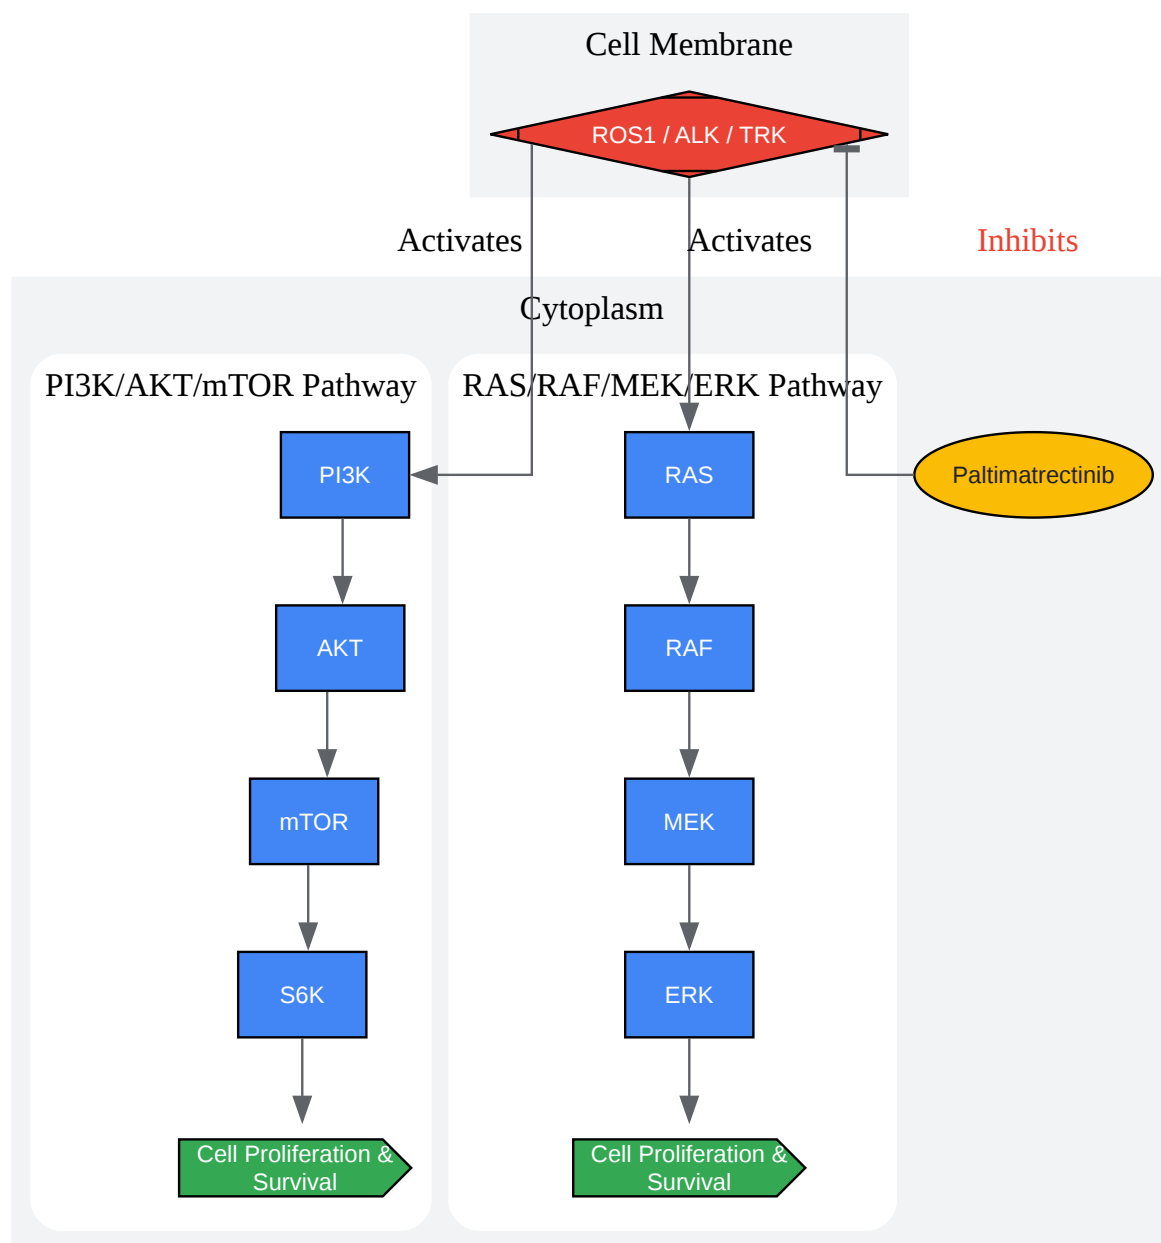 Cell Membrane
ROS1 / ALK / TRK
Activates
Activates
Inhibits
Cytoplasm
PI3K/AKT/mTOR Pathway
RAS/RAF/MEK/ERK Pathway
PI3K
RAS
Paltimatrectinib
AKT
RAF
mTOR
MEK
S6K
ERK
Cell Proliferation &
Survival
Cell Proliferation &
Survival